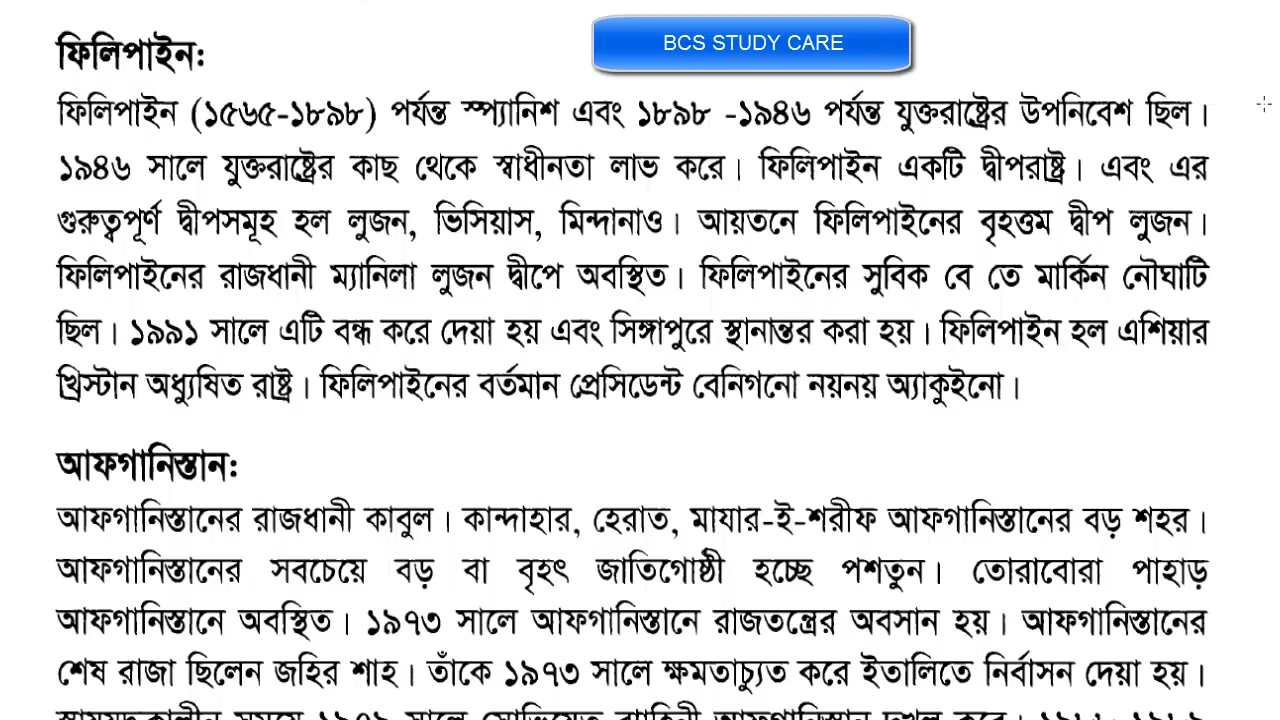 BCS STUDY CARE
ফিলিপাইন:
ফিলিপাইন (১৫৬৫-১৮৯৮) পর্যন্ত স্প্যানিশ এবং ১৮৯৮ -১৯৪৬ পর্যন্ত যুক্তরাষ্ট্রের উপনিবেশ ছিল।
১৯৪৬ সালে যুক্তরাষ্ট্রের কাছ থেকে স্বাধীনতা লাভ করে। ফিলিপাইন একটি দ্বীপরাষ্ট্র। এবং এর
গুরুত্বপূর্ণ দ্বীপসমূহ হল লুজন, ভিসিয়াস, মিন্দানাও। আয়তনে ফিলিপাইনের বৃহত্তম দ্বীপ লুজন।
ফিলিপাইনের রাজধানী ম্যানিলা লুজন দ্বীপে অবস্থিত। ফিলিপাইনের সুবিক বে তে মার্কিন নৌঘাটি
ছিল। ১৯৯১ সালে এটি বন্ধ করে দেয়া হয় এবং সিঙ্গাপুরে স্থানান্তর করা হয়। ফিলিপাইন হল এশিয়ার
খ্রিস্টান অধ্যুষিত রাষ্ট্র। ফিলিপাইনের বর্তমান প্রেসিডেন্ট বেনিগনো নয়নয় অ্যাকুইনো।
আফগানিস্তান:
আফগানিস্তানের রাজধানী কাবুল। কান্দাহার, হেরাত, মাযার-ই-শরীফ আফগানিস্তানের বড় শহর।
আফগানিস্তানের সবচেয়ে বড় বা বৃহৎ জাতিগোষ্ঠী হচ্ছে পশতুন। তোরাবোরা পাহাড়
আফগানিস্তানে অবস্থিত। ১৯৭৩ সালে আফগানিস্তানে রাজতন্ত্রের অবসান হয়। আফগানিস্তানের
শেষ রাজা ছিলেন জহির শাহ। তাঁকে ১৯৭৩ সালে ক্ষমতাচ্যুত করে ইতালিতে নির্বাসন দেয়া হয়।